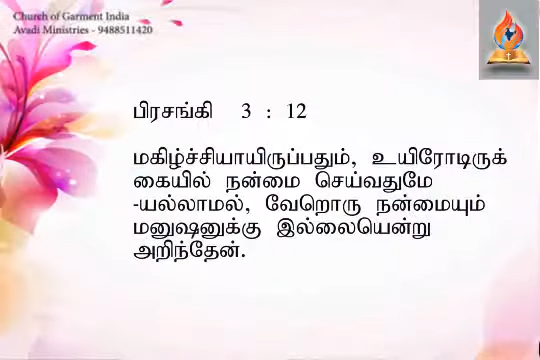 Church of Garment India
Avadi Ministries - 9488511420
பிரசங்கி 3 : 12
மகிழ்ச்சியாயிருப்பதும், உயிரோடிருக்
கையில் நன்மை செய்வதுமே
-யல்லாமல், வேறொரு நன்மையும்
மனுஷனுக்கு இல்லையென்று
அறிந்தேன்.